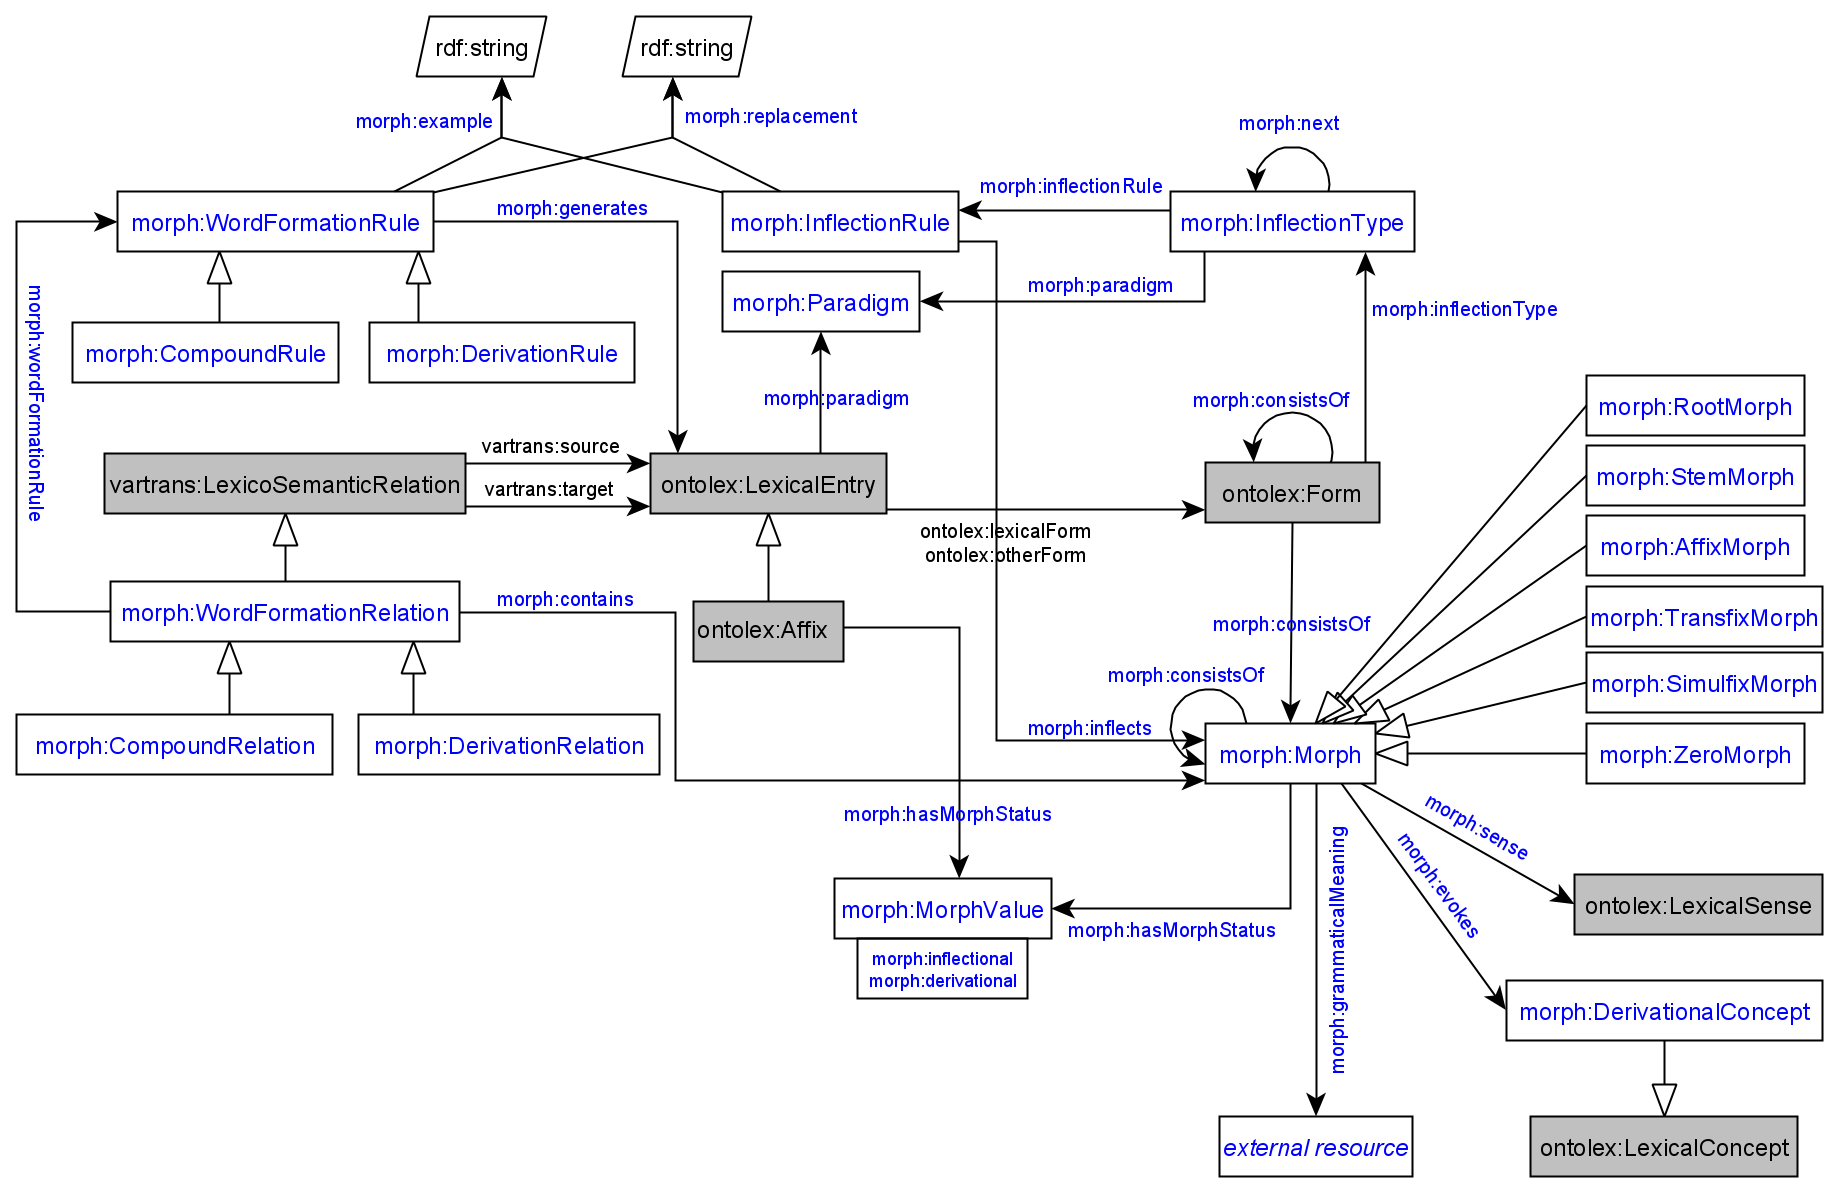 rdf:string
rdf:string
morph:example
morph:replacement
morph:next
morph:WordFormationRule
morph:generates
morph:InflectionRule
morph:inflectionRule
morph:InflectionType
morph:Paradigm
morph:paradigm
morph:inflectionType
morph:wordFormationRule
morph:CompoundRule
morph:DerivationRule
morph:paradigm
morph:consistsOf
morph:RootMorph
vartrans:LexicoSemanticRelation
vartrans:source
vartrans:target
ontolex:LexicalEntry
ontolex:Form
morph:StemMorph
ontolex:lexicalForm
ontolex:otherForm
morph:AffixMorph
morph:WordFormationRelation
morph:contains
ontolex:Affix
morph:consistsOf
morph:TransfixMorph
morph:consistsOf
morph:SimulfixMorph
morph:CompoundRelation
morph:DerivationRelation
morph:inflects
morph:Morph
morph:ZeroMorph
morph:hasMorphStatus
morph:sense
morph:evokes
morph:grammaticalMeaning
morph:MorphValue
morph:hasMorphStatus
ontolex:LexicalSense
morph:inflectional
morph:derivational
morph:DerivationalConcept
external resource
ontolex:LexicalConcept